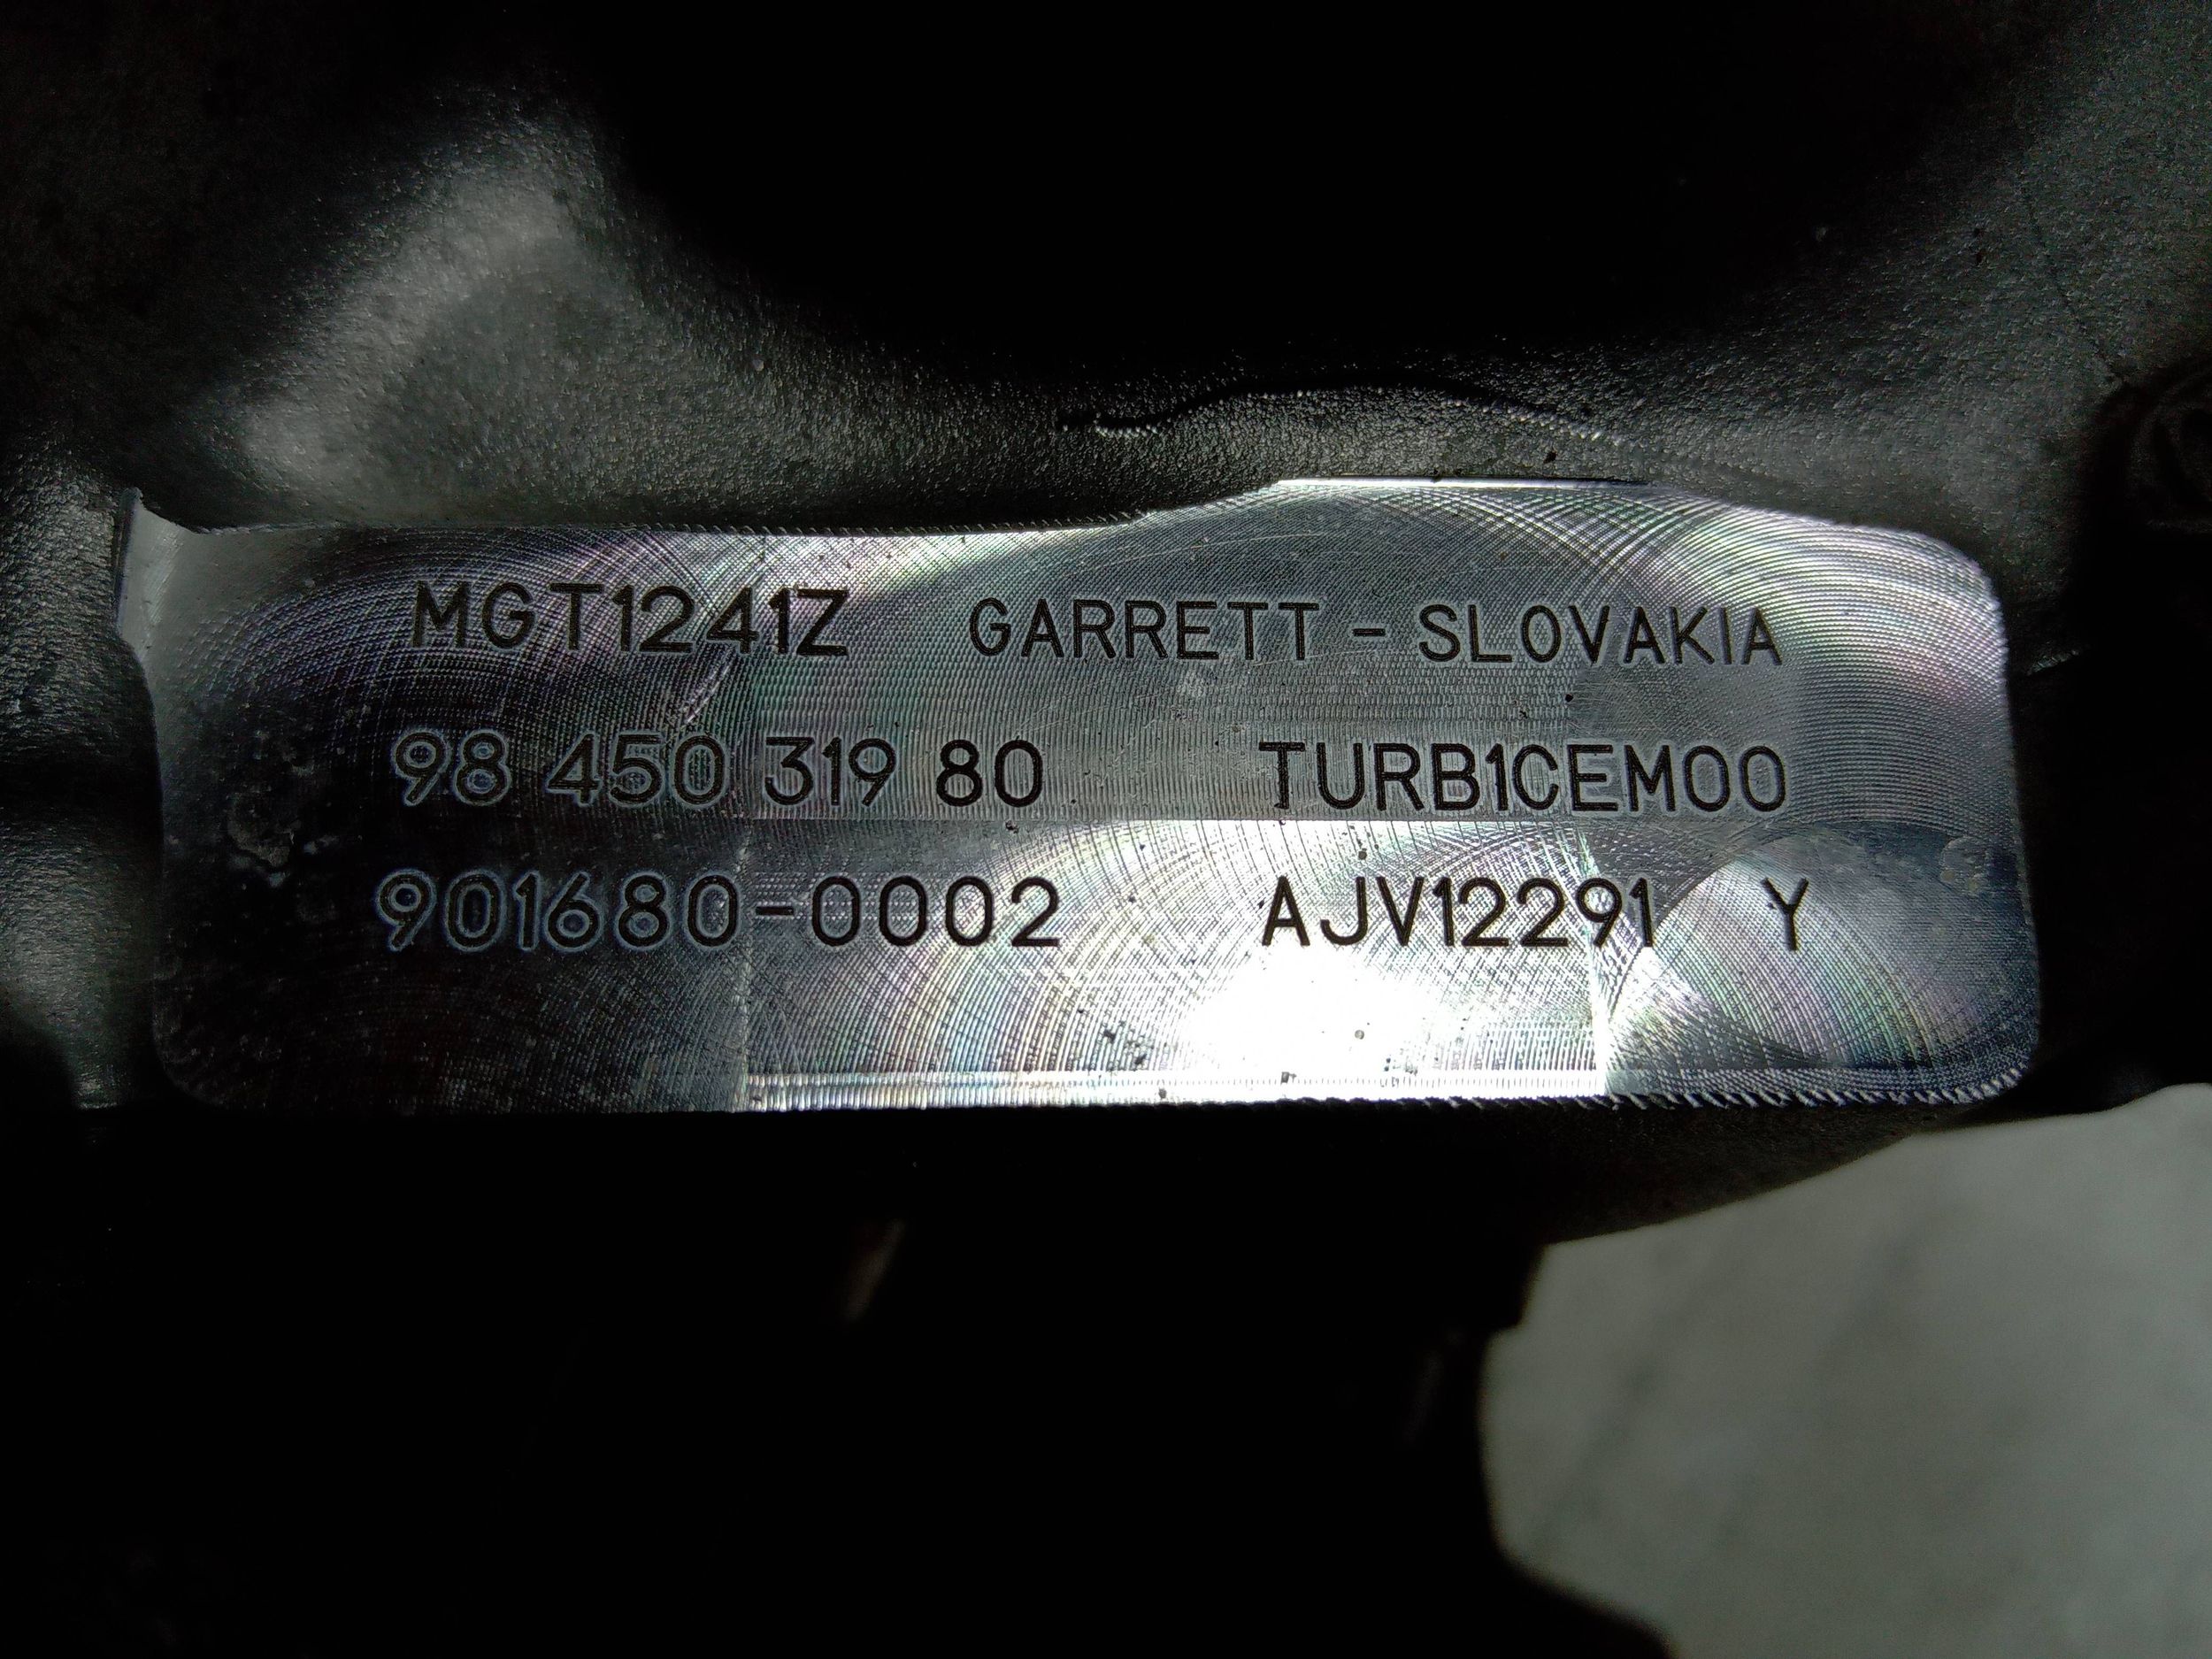 MGT1241Z GARRETT - SLOVAKIA
98 450 319 80 TURB1CEM00
901680-0002 AJV12291 Y